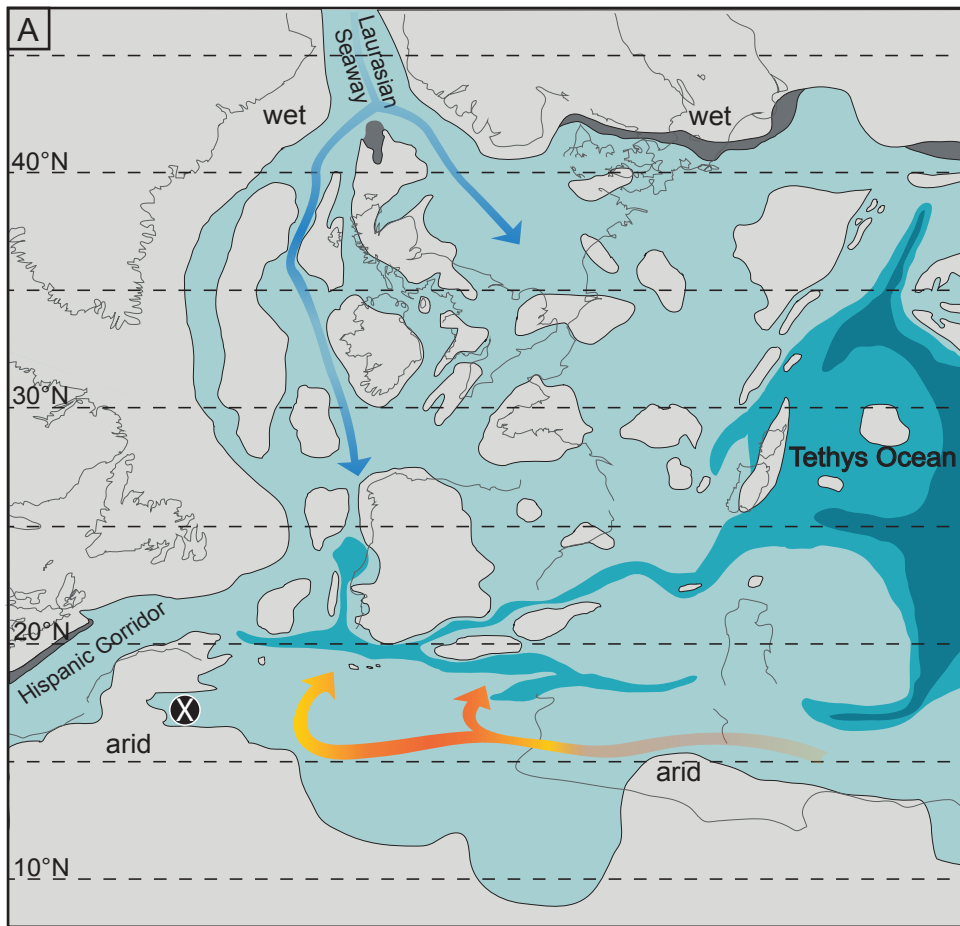 A
Laurasian
Seaway
wet
wet
40°N
30°N
Tethys Ocean
20°N
Hispanic Gorridor
X
arid
arid
10°N